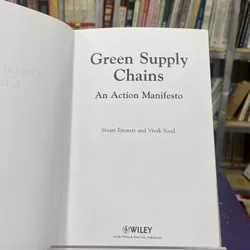 Green Supply
Chains
An Action Manifesto
Stuart Emmett and Vivek Sood
WILEY